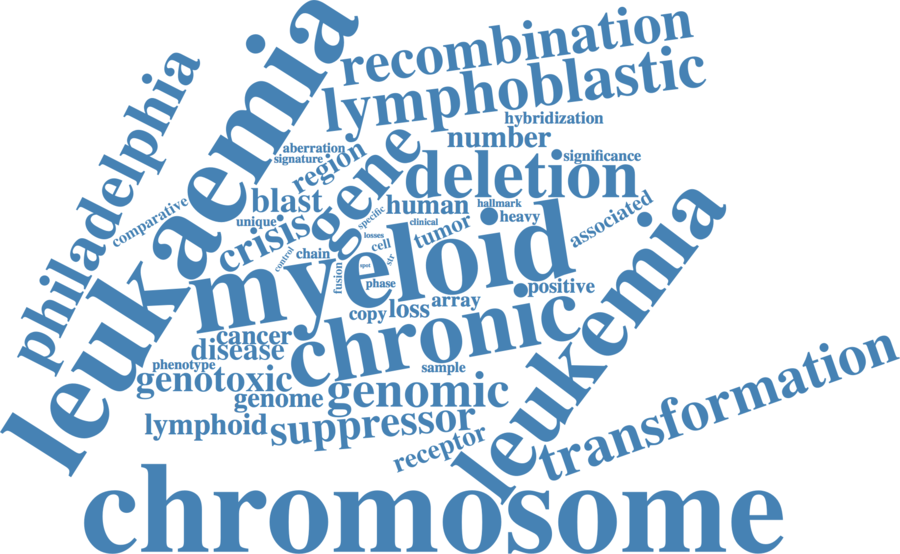 recombination
leukaemia
philadelphia
lymphoblastic
hybridization
number
aberration
signature
region
gene
significance
deletion
blast
human
hallmark
heavy
associated
comparative
unique
specific
clinical
crisis
losses
cell
tumor
chain
control
str
myeloid
fusion
spot
phase
positive
leukemia
copy
loss
array
chronic
cancer
disease
phenotype
sample
genotoxic
genome
genomic
transformation
lymphoid
suppressor
receptor
chromosome